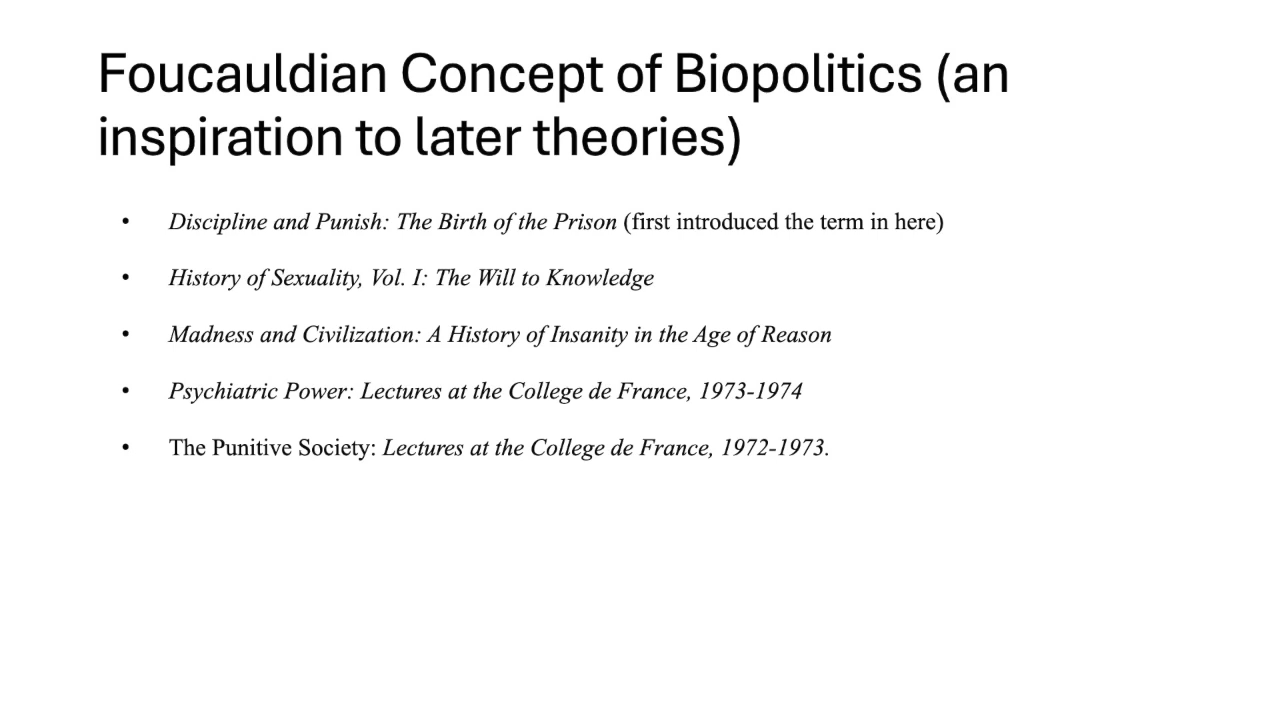 Foucauldian Concept of Biopolitics (an
inspiration to later theories)
• Discipline and Punish: The Birth of the Prison (first introduced the term in here)
• History of Sexuality, Vol. I: The Will to Knowledge
• Madness and Civilization: A History of Insanity in the Age of Reason
• Psychiatric Power: Lectures at the College de France, 1973-1974
• The Punitive Society: Lectures at the College de France, 1972-1973.